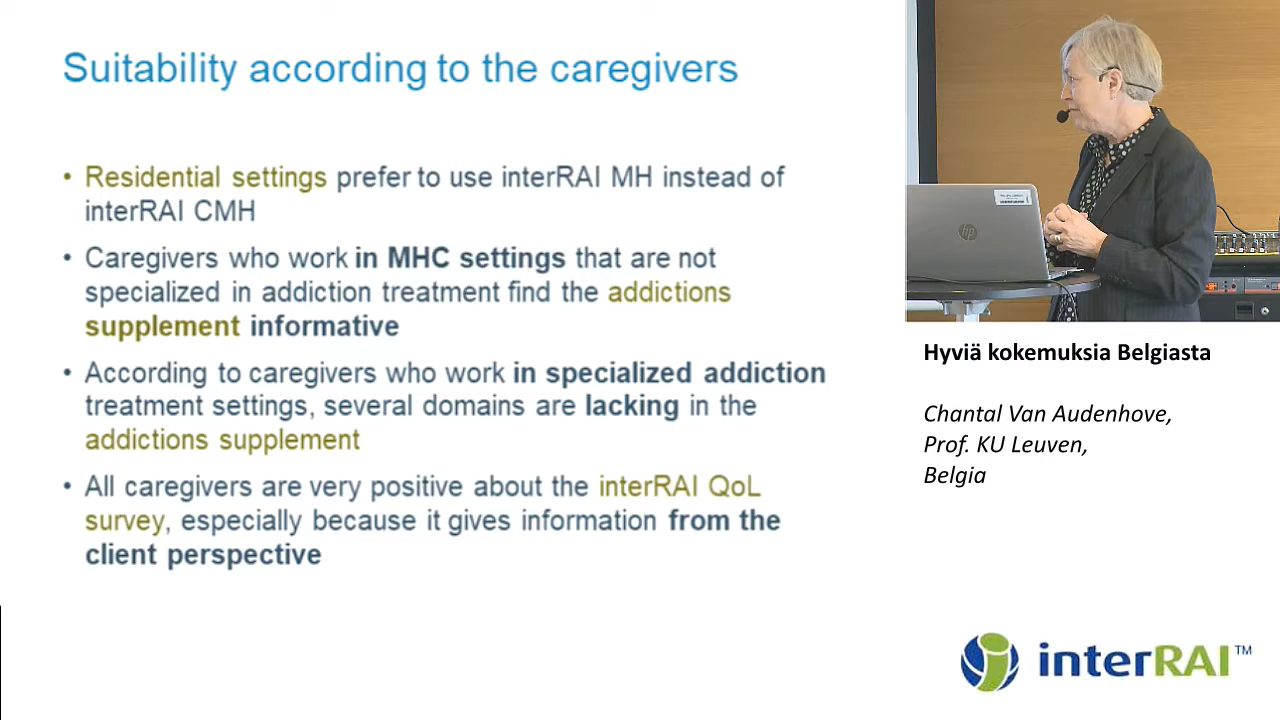 Suitability according to the caregivers
• Residential settings prefer to use interRAI MH instead of
interRAI CMH
• Caregivers who work in MHC settings that are not
specialized in addiction treatment find the addictions
supplement informative
• According to caregivers who work in specialized addiction
treatment settings, several domains are lacking in the
addictions supplement
• All caregivers are very positive about the interRAI QoL
survey, especially because it gives information from the
client perspective
hp
Hyviä kokemuksia Belgiasta
Chantal Van Audenhove,
Prof. KU Leuven,
Belgia
interRAI™